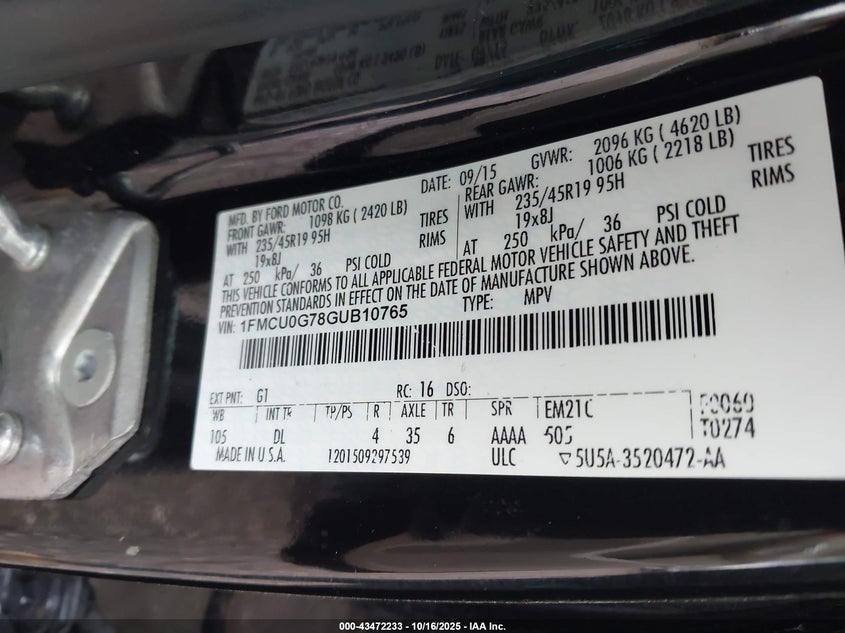 MFD. BY FORD MOTOR CO.
DATE: 09/15 GVWR: 2096 KG ( 4620 LB)
FRONT GAWR: 1098 KG ( 2420 LB)
REAR GAWR: 1006 KG ( 2218 LB)
WITH 235/45R19 95H TIRES
WITH 235/45R19 95H TIRES
19x8J RIMS
19x8J RIMS
AT 250 kPa/ 36 PSI COLD
AT 250 kPa/ 36 PSI COLD
THIS VEHICLE CONFORMS TO ALL APPLICABLE FEDERAL MOTOR VEHICLE SAFETY AND THEFT
PREVENTION STANDARDS IN EFFECT ON THE DATE OF MANUFACTURE SHOWN ABOVE.
VIN: 1FMCU0G78GUB10765 TYPE: MPV
EXT PNT: G1 RC: 16 DSO:
WB INT TR TP/PS R AXLE TR SPR EM21C F0060
105 DL 4 35 6 AAAA 505 T0274
MADE IN U.S.A. 1201509297539 ULC ▽5U5A-3520472-AA
000-43472233 | 10/16/2025 - IAA Inc.